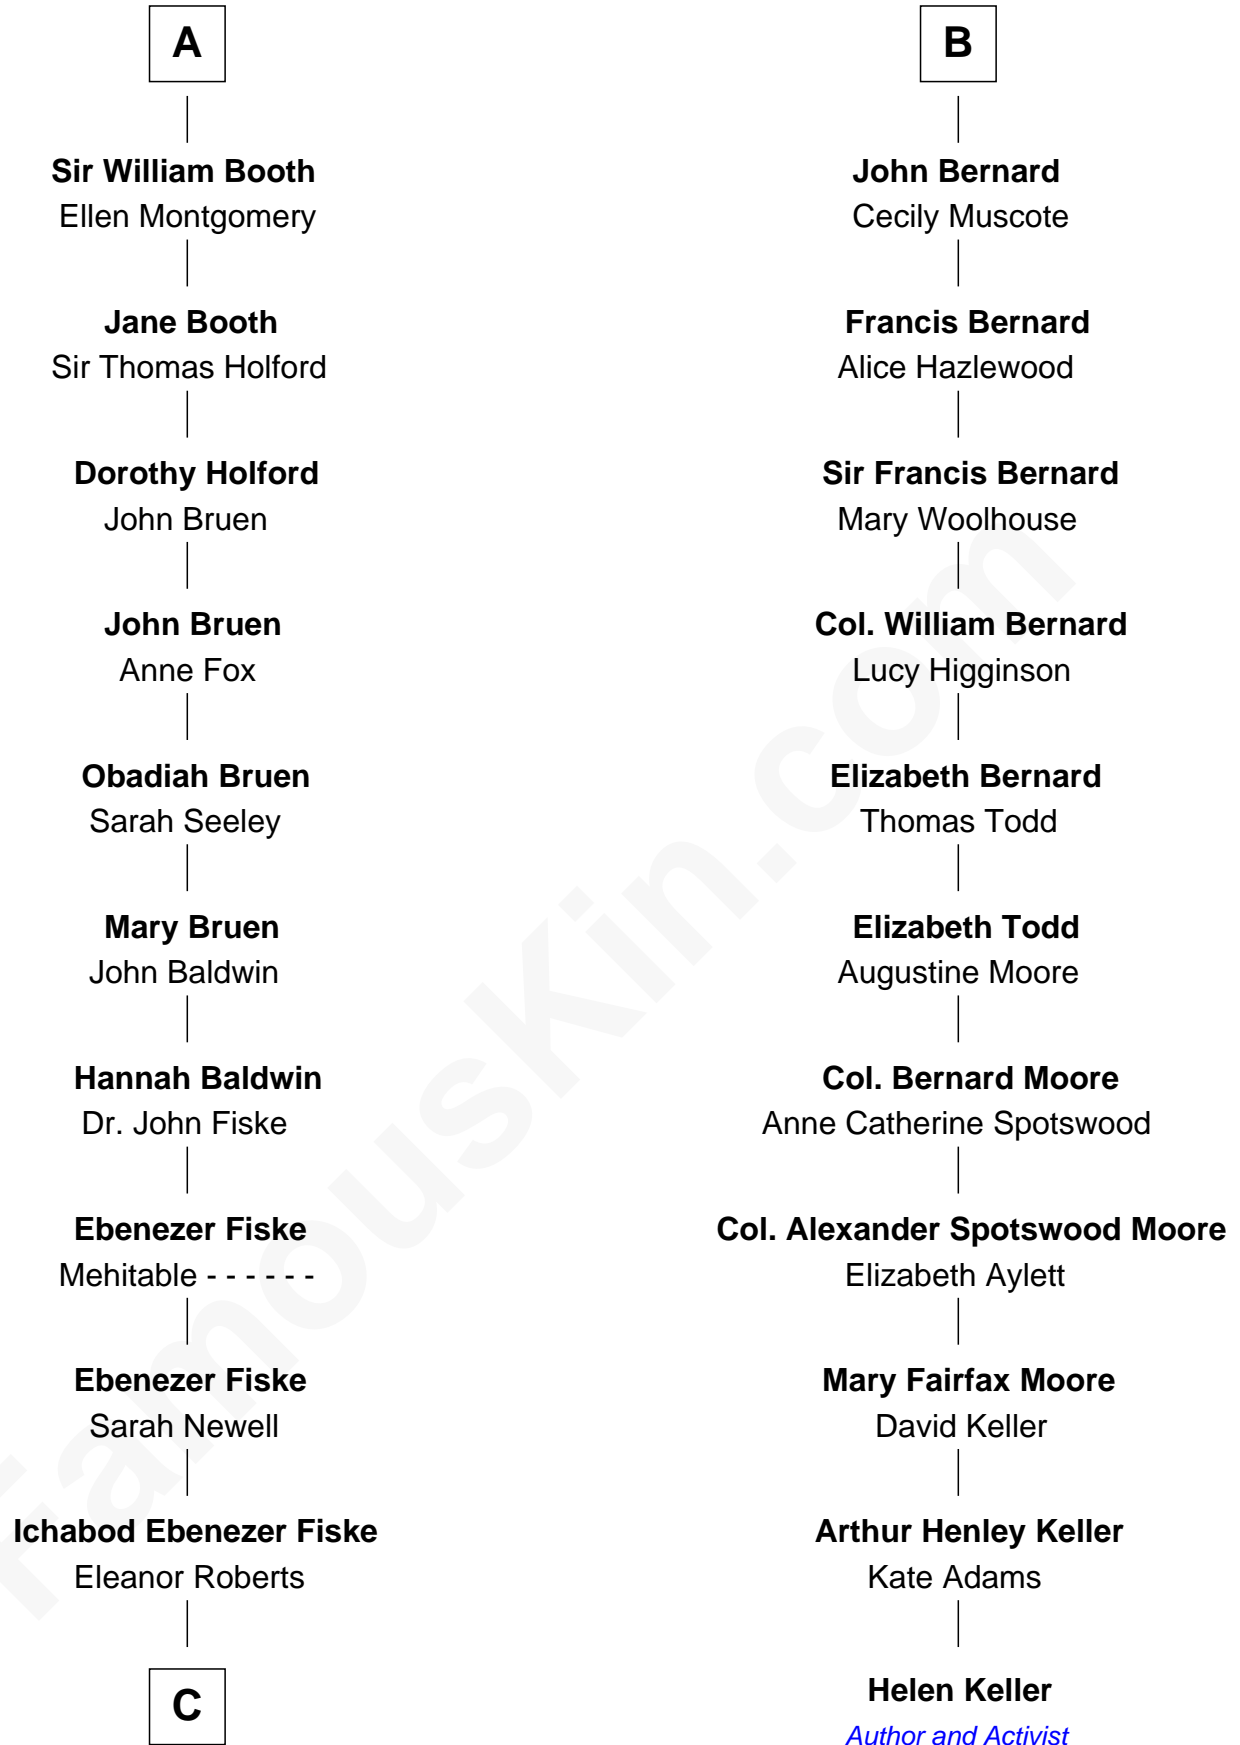 A
Sir William Booth
Ellen Montgomery
Jane Booth
Sir Thomas Holford
Dorothy Holford
John Bruen
John Bruen
Anne Fox
Obadiah Bruen
Sarah Seeley
Mary Bruen
John Baldwin
Hannah Baldwin
Dr. John Fiske
Ebenezer Fiske
Mehitable - - - - - -
Ebenezer Fiske
Sarah Newell
Ichabod Ebenezer Fiske
Eleanor Roberts
C
B
John Bernard
Cecily Muscote
Francis Bernard
Alice Hazlewood
Sir Francis Bernard
Mary Woolhouse
Col. William Bernard
Lucy Higginson
Elizabeth Bernard
Thomas Todd
Elizabeth Todd
Augustine Moore
Col. Bernard Moore
Anne Catherine Spotswood
Col. Alexander Spotswood Moore
Elizabeth Aylett
Mary Fairfax Moore
David Keller
Arthur Henley Keller
Kate Adams
Helen Keller
Author and Activist
FamousKin.com